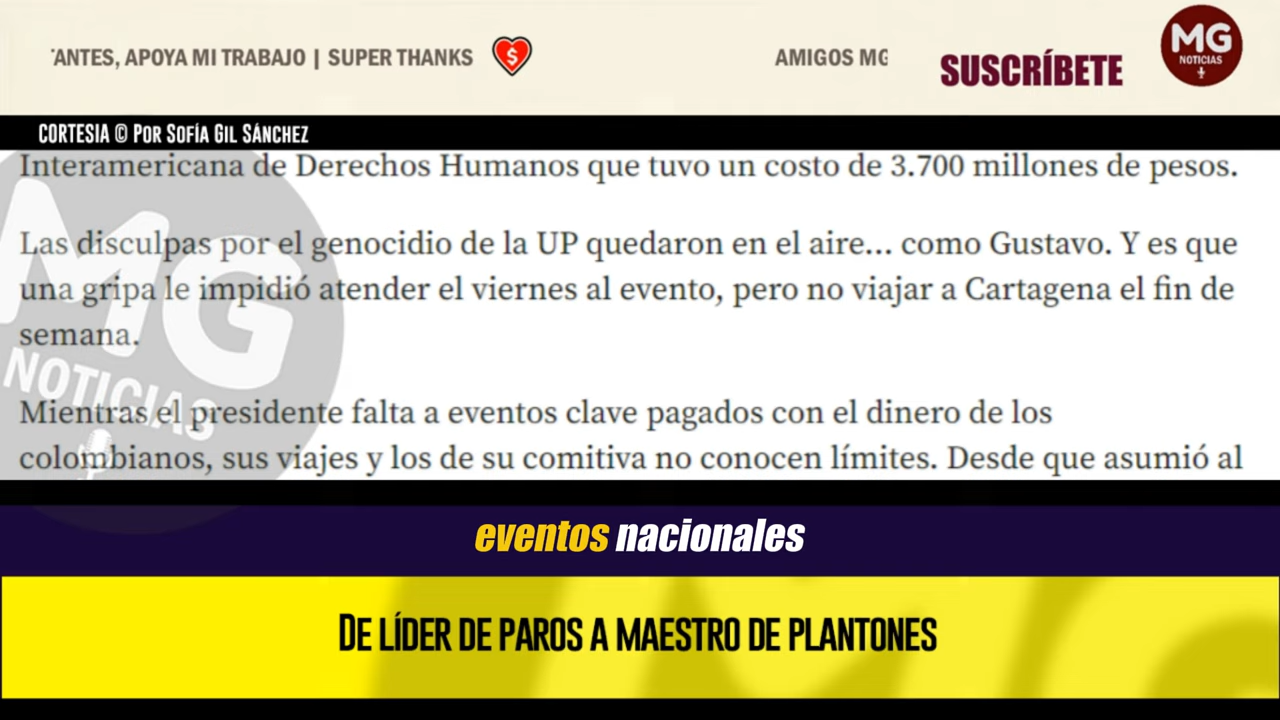 'ANTES, APOYA MI TRABAJO | SUPER THANKS
AMIGOS MG
SUSCRÍBETE
MG
NOTICIAS
CORTESIA © POR SOFÍA GIL SÁNCHEZ
Interamericana de Derechos Humanos que tuvo un costo de 3.700 millones de pesos.
Las disculpas por el genocidio de la UP quedaron en el aire... como Gustavo. Y es que
una gripa le impidió atender el viernes al evento, pero no viajar a Cartagena el fin de
semana.
Mientras el presidente falta a eventos clave pagados con el dinero de los
colombianos, sus viajes y los de su comitiva no conocen límites. Desde que asumió al
MG
NOTICIAS
eventos nacionales
DE LÍDER DE PAROS A MAESTRO DE PLANTONES